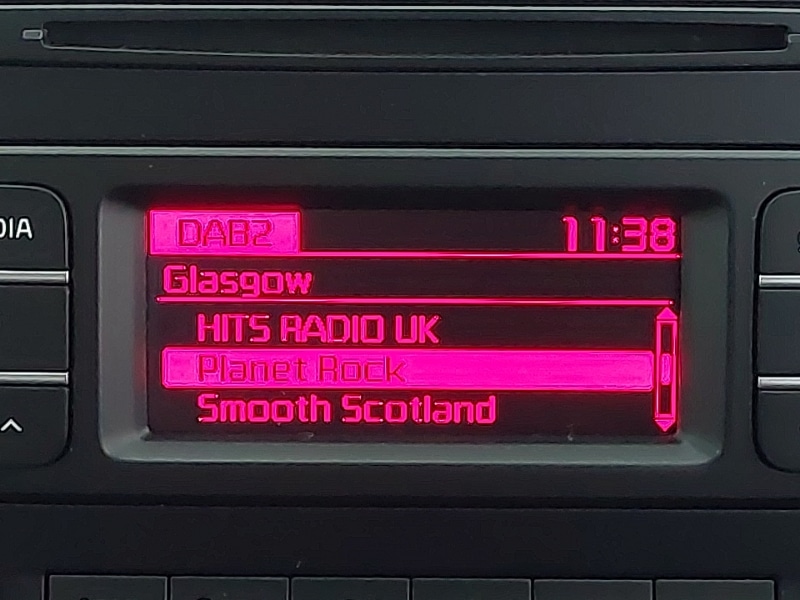 DAB2 11:38
Glasgow
HITS RADIO UK
Planet Rock
Smooth Scotland